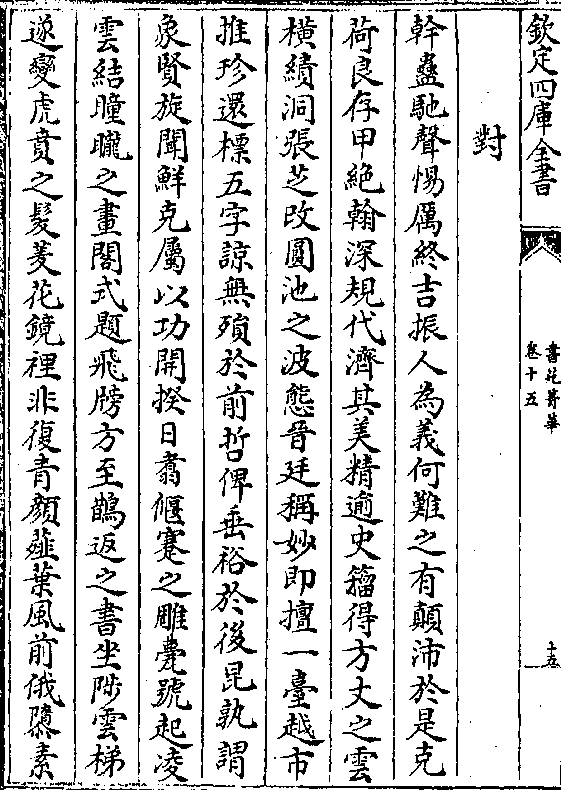 欽定四庫全書
書苑菁華
卷十五
十五
對
幹蠱馳聲惕厲終吉振人為義何難之有顛沛於是克
荷良存甲絶翰深規代濟其美精逾史籀得方丈之雲
橫績洞張芝改圓池之波態晉廷稱妙即擅一臺越市
推珍還標五字諒無殞於前哲俾垂裕於後昆孰謂
象賢旋聞鮮克屬以功開揆日翥偃蹇之雕甍號起凌
雲結曈曨之畫閣式題飛牓方至鵲返之書坐陟雲梯
遂變虎賁之髮菱花鏡裡非復青顔薤葉風前俄驚素